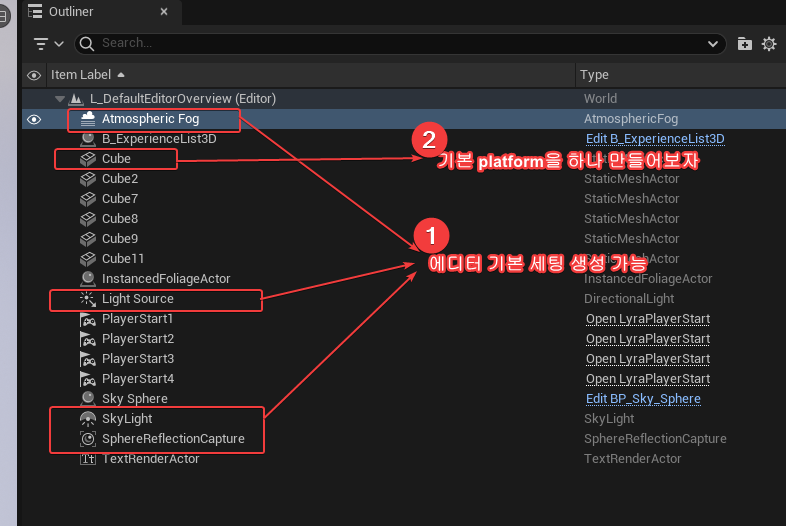 Outliner
Search...
Item Label Type
L_DefaultEditorOverview (Editor) World
Atmospheric Fog AtmosphericFog
B_ExperienceList3D Edit B_ExperienceList3D
Cube
2
기본 platform을 하나 만들어보자
Cube2 StaticMeshActor
Cube7 StaticMeshActor
Cube8 StaticMeshActor
Cube9 StaticMeshActor
1
Cube11
에디터 기본 세팅 생성 가능
InstancedFoliageActor InstancedFoliageActor
Light Source DirectionalLight
PlayerStart1 Open LyraPlayerStart
PlayerStart2 Open LyraPlayerStart
PlayerStart3 Open LyraPlayerStart
PlayerStart4 Open LyraPlayerStart
Sky Sphere Edit BP_Sky_Sphere
SkyLight SkyLight
SphereReflectionCapture SphereReflectionCapture
TextRenderActor TextRenderActor